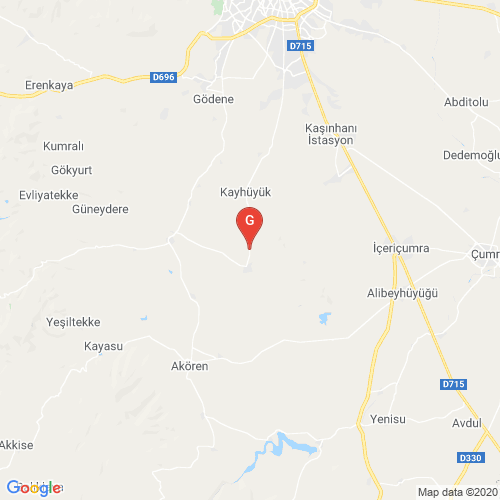 D715
D696
Erenkaya
Gödene
Abditolu
Kaşınhanı
İstasyon
Kumralı
Dedemoğlu
Gökyurt
Evliyatekke
Kayhüyük
Güneydere
G
İçeriçumra
Çumr
Alibeyhüyüğü
Yeşiltekke
Kayasu
Akören
D715
Yenisu
Avdul
Akkise
D330
Google
Map data ©2020